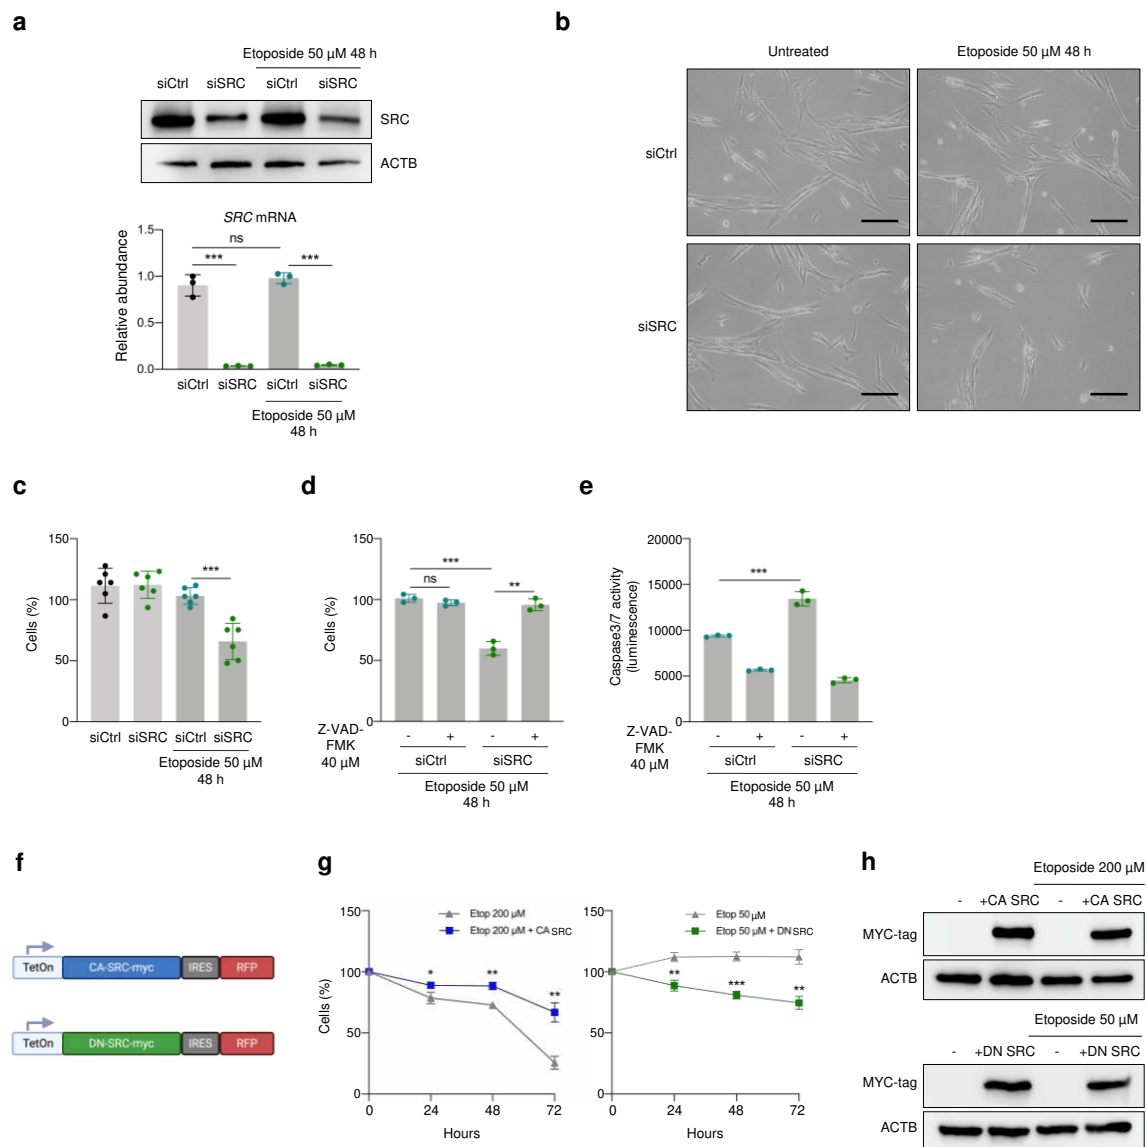 a
Etoposide 50 µM 48 h
siCtrl siSRC siCtrl siSRC
SRC
ACTB
SRC mRNA
Relative abundance
1.5
1.0
0.5
0.0
ns
*** ***
siCtrl siSRC siCtrl siSRC
Etoposide 50 µM
48 h
b
Untreated Etoposide 50 µM 48 h
siCtrl
siSRC
c
Cells (%)
150
100
50
0
***
siCtrl siSRC siCtrl siSRC
Etoposide 50 µM
48 h
d
Cells (%)
150
100
50
0
***
ns **
Z-VAD-
FMK
40 µM
- + - +
siCtrl siSRC
Etoposide 50 µM
48 h
e
Caspase3/7 activity
(luminescence)
20000
15000
10000
5000
0
***
Z-VAD-
FMK
40 µM
- + - +
siCtrl siSRC
Etoposide 50 µM
48 h
f
TetOn CA-SRC-myc IRES RFP
TetOn DN-SRC-myc IRES RFP
g
Cells (%)
150
100
50
0
Etop 200 µM
Etop 200 µM + CA SRC
* ** **
0 24 48 72
Hours
150
100
50
0
Etop 50 µM
Etop 50 µM + DN SRC
** *** **
0 24 48 72
Hours
h
Etoposide 200 µM
- +CA SRC - +CA SRC
MYC-tag
ACTB
Etoposide 50 µM
- +DN SRC - +DN SRC
MYC-tag
ACTB